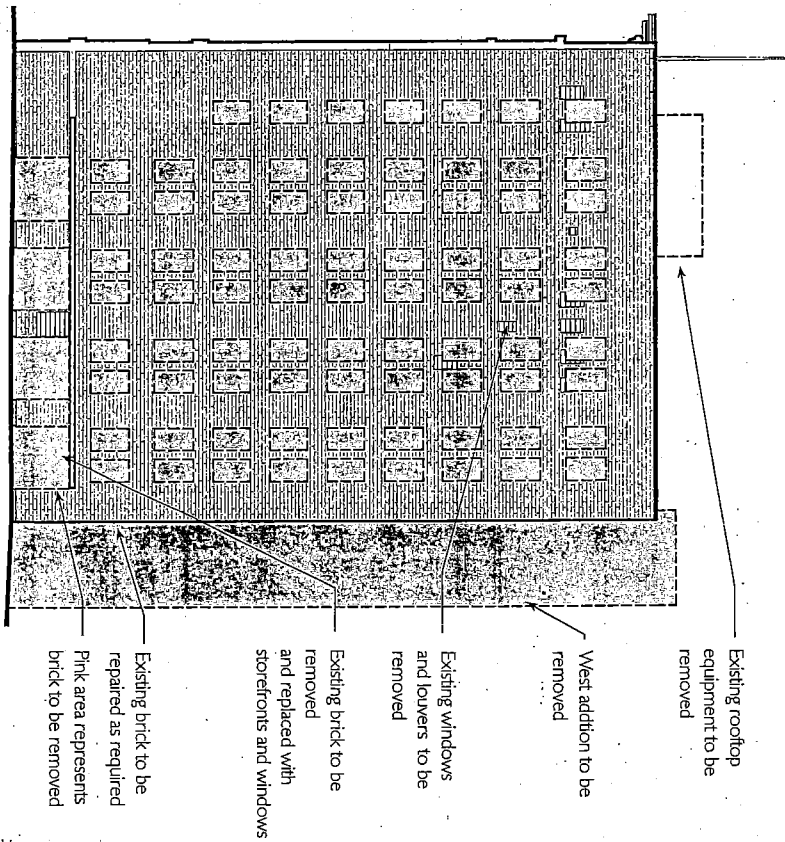 Existing rooftop
equipment to be
removed
West addtion to be
removed
Existing windows
and louvers to be
removed
Existing brick to be
removed
and replaced with
storefronts and windows
Existing brick to be
repaired as required
Pink area represents
brick to be removed